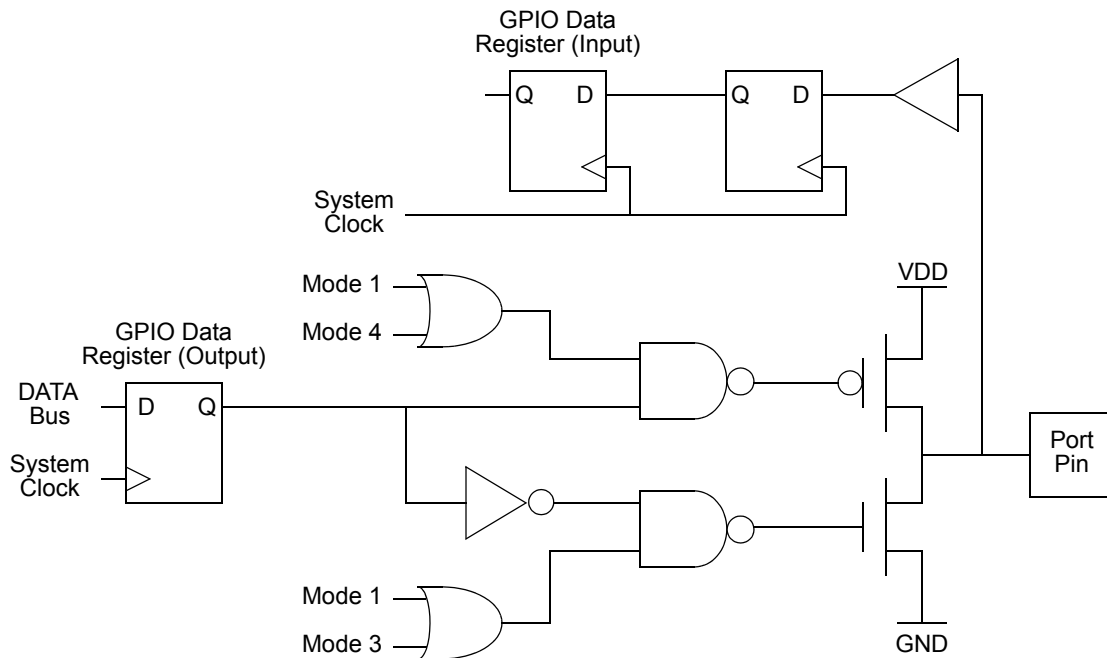 GPIO Data
Register (Input)
Q D
Q D
System
Clock
VDD
Mode 1
Mode 4
GPIO Data
Register (Output)
DATA
Bus
D Q
System
Clock
Port
Pin
Mode 1
Mode 3
GND